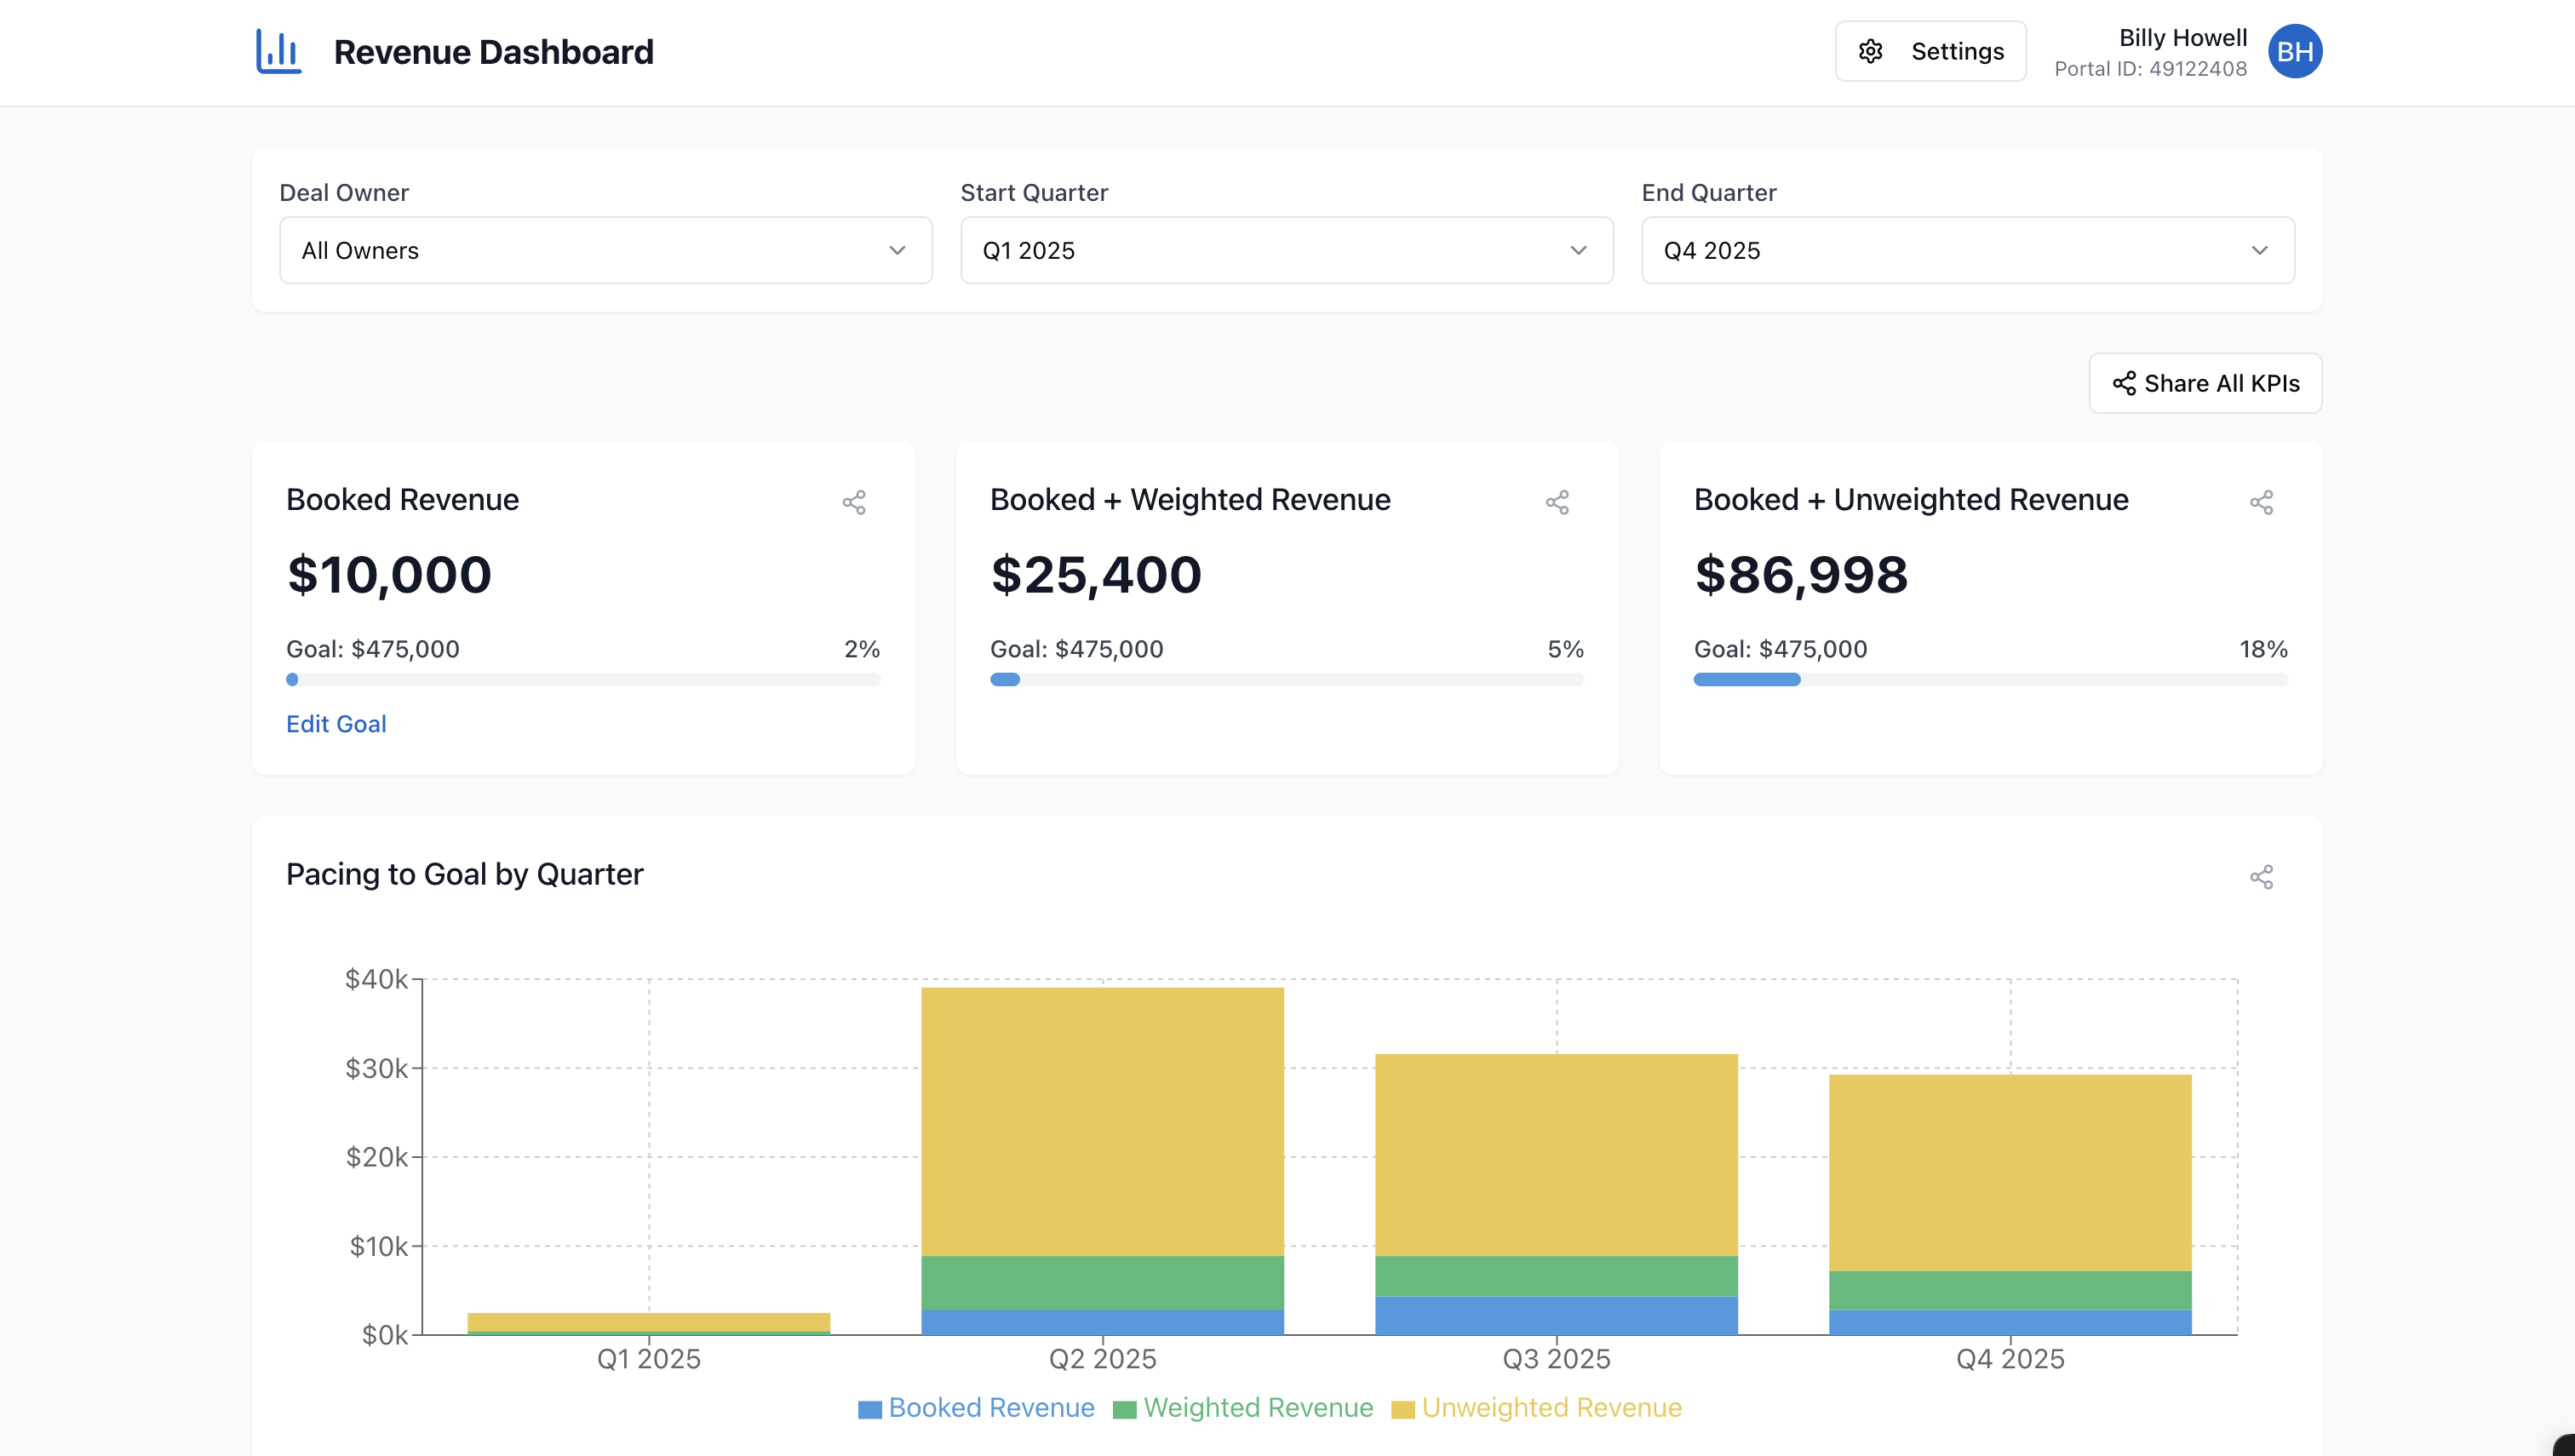 Revenue Dashboard
Settings
Billy Howell
Portal ID: 49122408
BH
Deal Owner
All Owners
Start Quarter
Q1 2025
End Quarter
Q4 2025
Share All KPIs
Booked Revenue
$10,000
Goal: $475,000 2%
Edit Goal
Booked + Weighted Revenue
$25,400
Goal: $475,000 5%
Booked + Unweighted Revenue
$86,998
Goal: $475,000 18%
Pacing to Goal by Quarter
$40k
$30k
$20k
$10k
$0k
Q1 2025 Q2 2025 Q3 2025 Q4 2025
Booked Revenue Weighted Revenue Unweighted Revenue